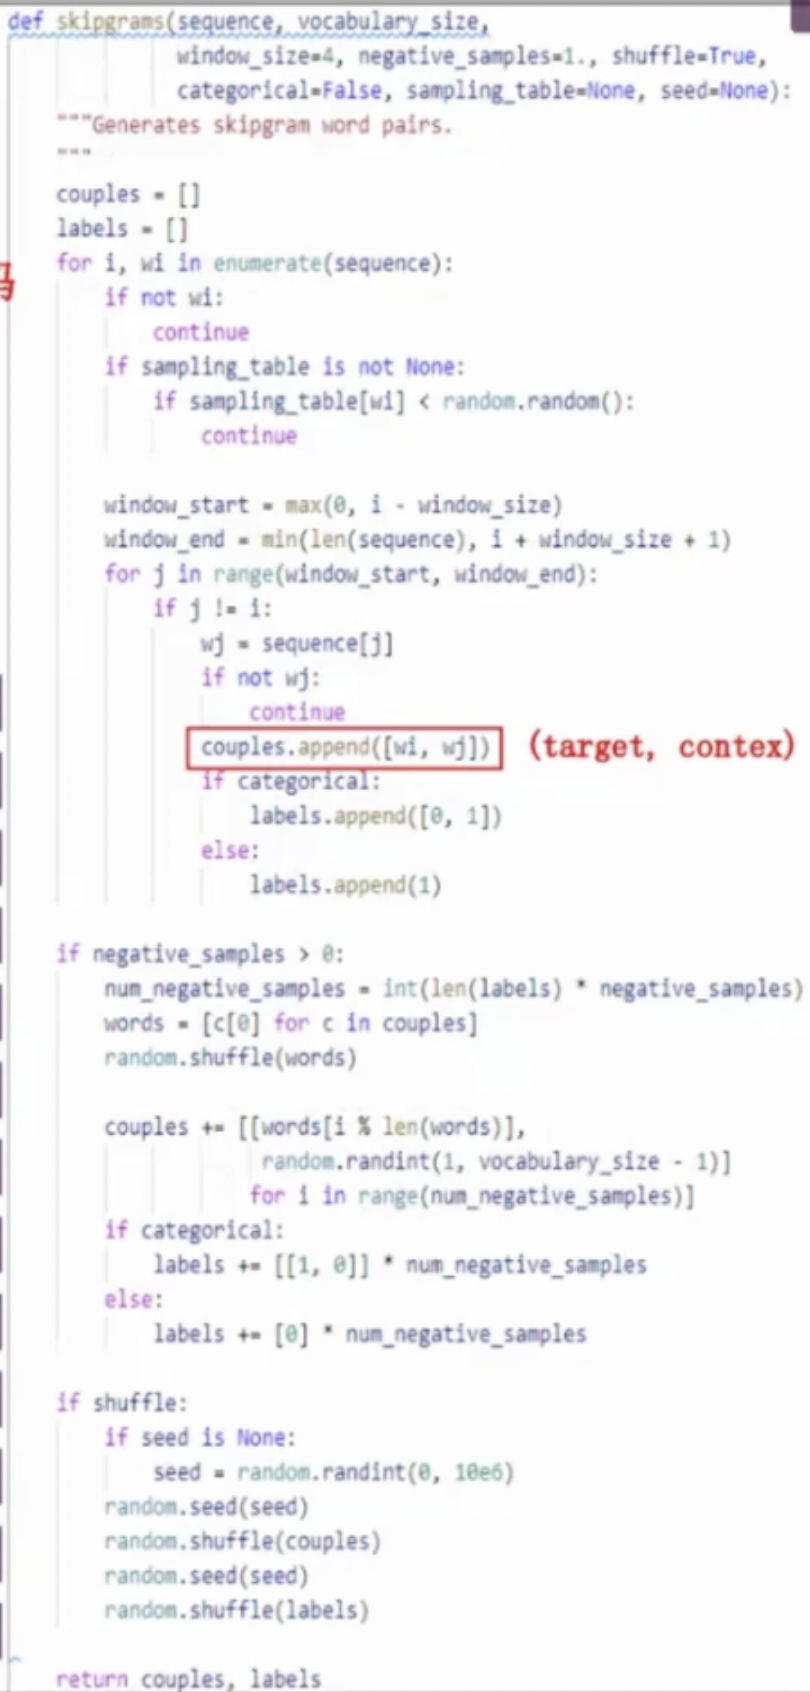 def skipgrams(sequence, vocabulary_size,
              window_size=4, negative_samples=1., shuffle=True,
              categorical=False, sampling_table=None, seed=None):
    """Generates skipgram word pairs.
    """
    couples = []
    labels = []
    for i, wi in enumerate(sequence):
        if not wi:
            continue
        if sampling_table is not None:
            if sampling_table[wi] < random.random():
                continue

        window_start = max(0, i - window_size)
        window_end = min(len(sequence), i + window_size + 1)
        for j in range(window_start, window_end):
            if j != i:
                wj = sequence[j]
                if not wj:
                    continue
                couples.append([wi, wj]) (target, contex)
                if categorical:
                    labels.append([0, 1])
                else:
                    labels.append(1)

    if negative_samples > 0:
        num_negative_samples = int(len(labels) * negative_samples)
        words = [c[0] for c in couples]
        random.shuffle(words)

        couples += [[words[i % len(words)],
                     random.randint(1, vocabulary_size - 1)]
                    for i in range(num_negative_samples)]
        if categorical:
            labels += [[1, 0]] * num_negative_samples
        else:
            labels += [0] * num_negative_samples

    if shuffle:
        if seed is None:
            seed = random.randint(0, 10e6)
        random.seed(seed)
        random.shuffle(couples)
        random.seed(seed)
        random.shuffle(labels)

    return couples, labels